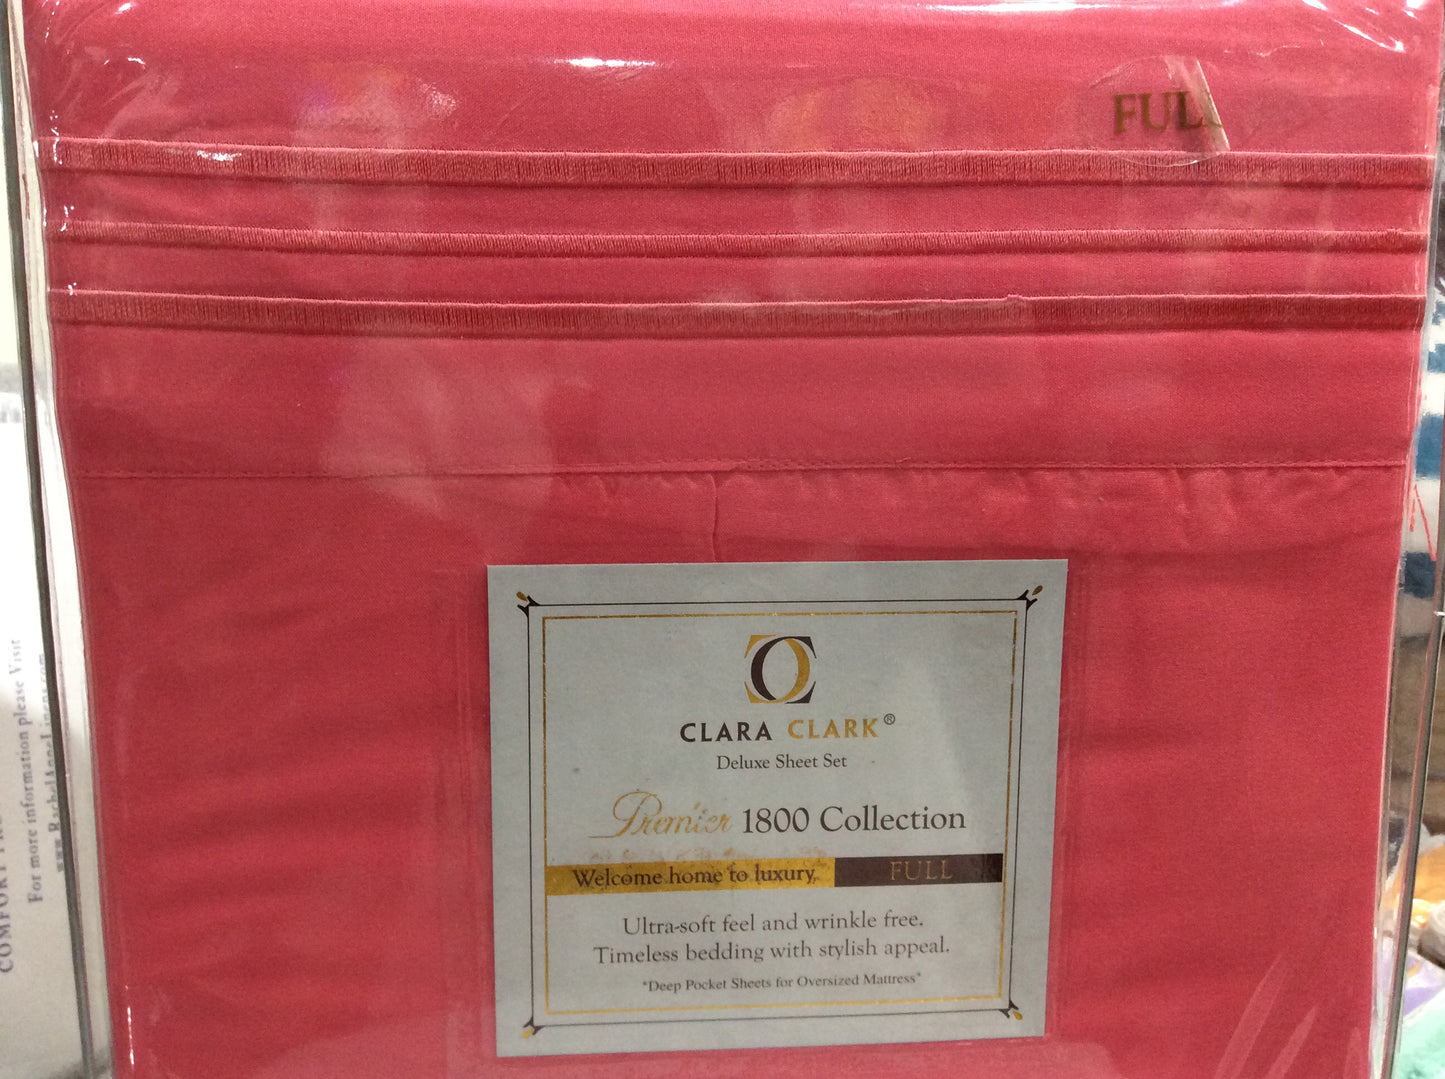 FULL
CLARA CLARK®
Deluxe Sheet Set
Premier 1800 Collection
Welcome home to luxury, FULL
Ultra-soft feel and wrinkle free.
Timeless bedding with stylish appeal.
*Deep Pocket Sheets for Oversized Mattress*
For more information please Visit